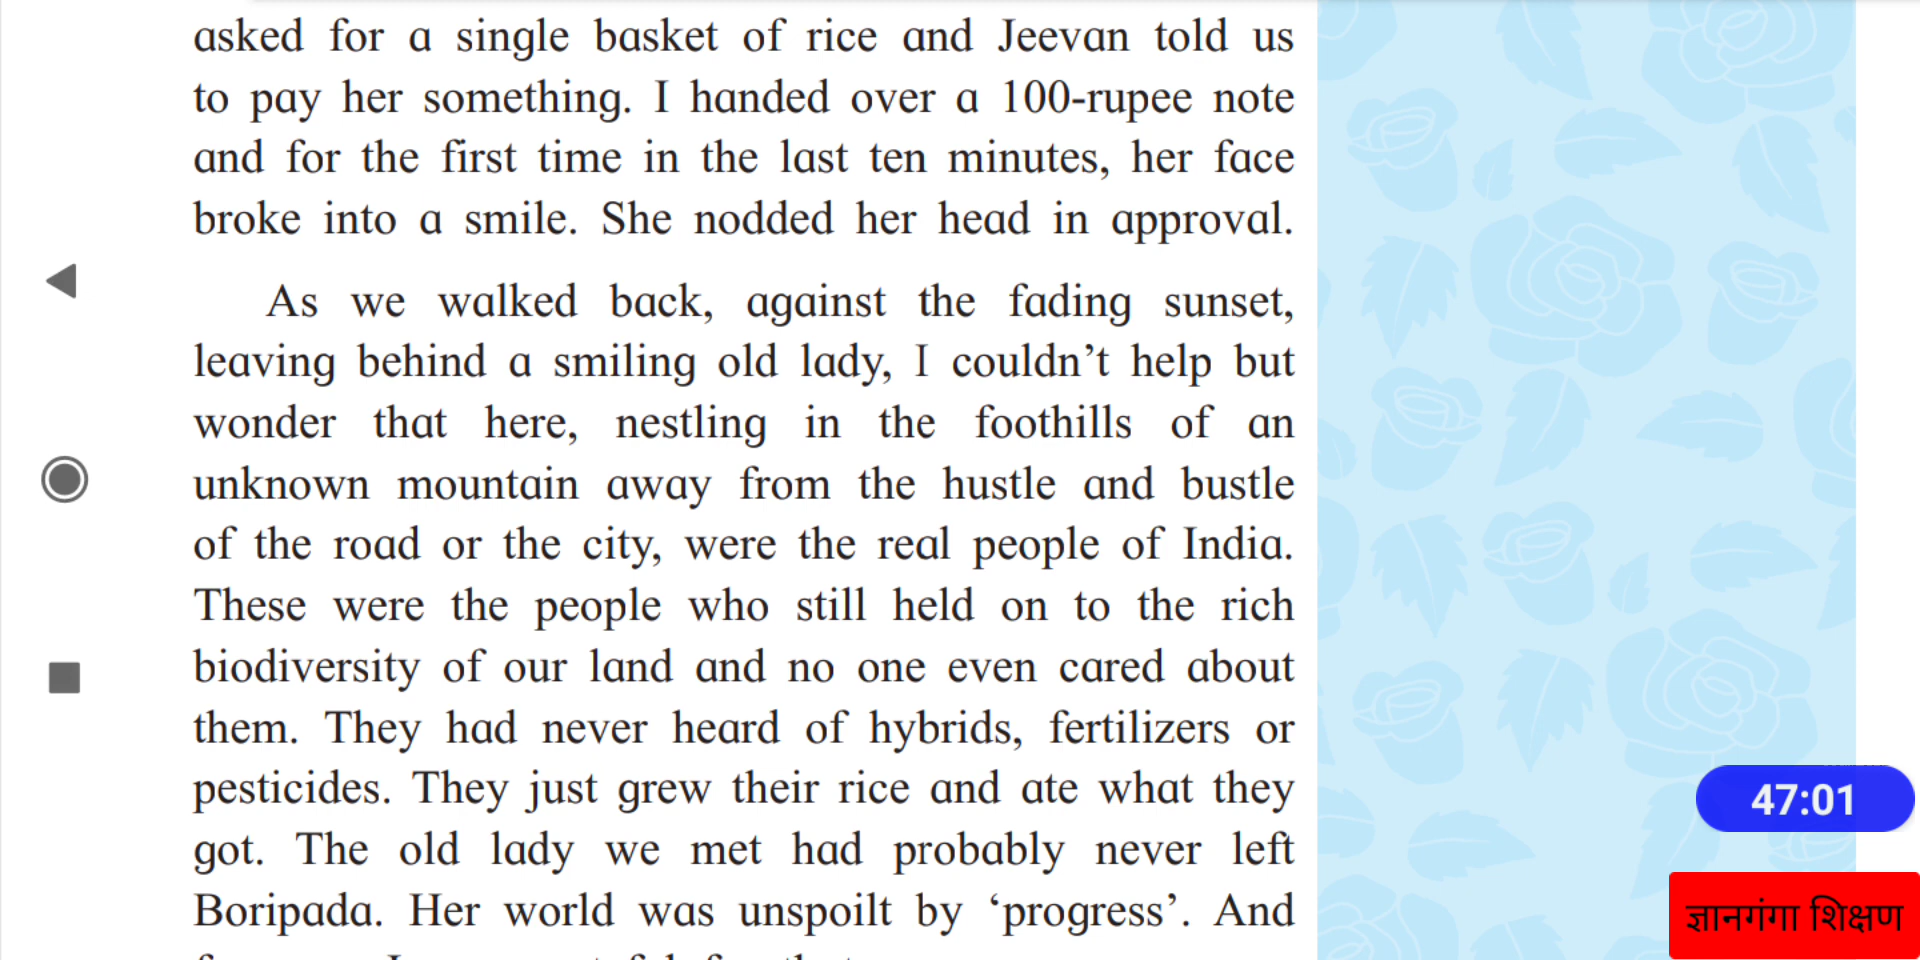 asked for a single basket of rice and Jeevan told us
to pay her something. I handed over a 100-rupee note
and for the first time in the last ten minutes, her face
broke into a smile. She nodded her head in approval.
As we walked back, against the fading sunset,
leaving behind a smiling old lady, I couldn’t help but
wonder that here, nestling in the foothills of an
unknown mountain away from the hustle and bustle
of the road or the city, were the real people of India.
These were the people who still held on to the rich
biodiversity of our land and no one even cared about
them. They had never heard of hybrids, fertilizers or
pesticides. They just grew their rice and ate what they
got. The old lady we met had probably never left
Boripada. Her world was unspoilt by ‘progress’. And
47:01
ज्ञानगंगा शिक्षण